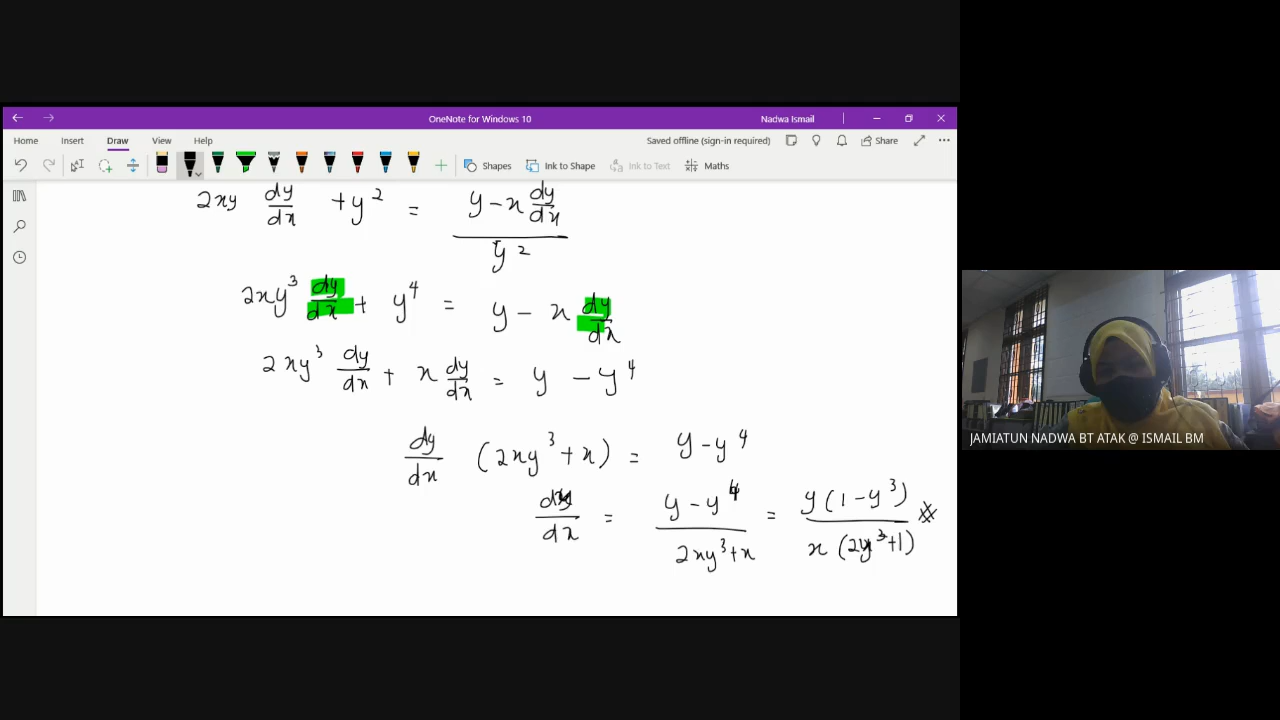 OneNote for Windows 10
Nadwa Ismail
Home Insert Draw View Help
Saved offline (sign-in required)
Share
Shapes Ink to Shape Ink to Text Maths
2xy dy/dx + y² = (y - x dy/dx)/y²
2xy³ dy/dx + y⁴ = y - x dy/dx
2xy³ dy/dx + x dy/dx = y - y⁴
dy/dx (2xy³ + x) = y - y⁴
dy/dx = (y - y⁴)/(2xy³ + x) = y(1 - y³)/x(2y³ + 1)
JAMIATUN NADWA BT ATAK @ ISMAIL BM